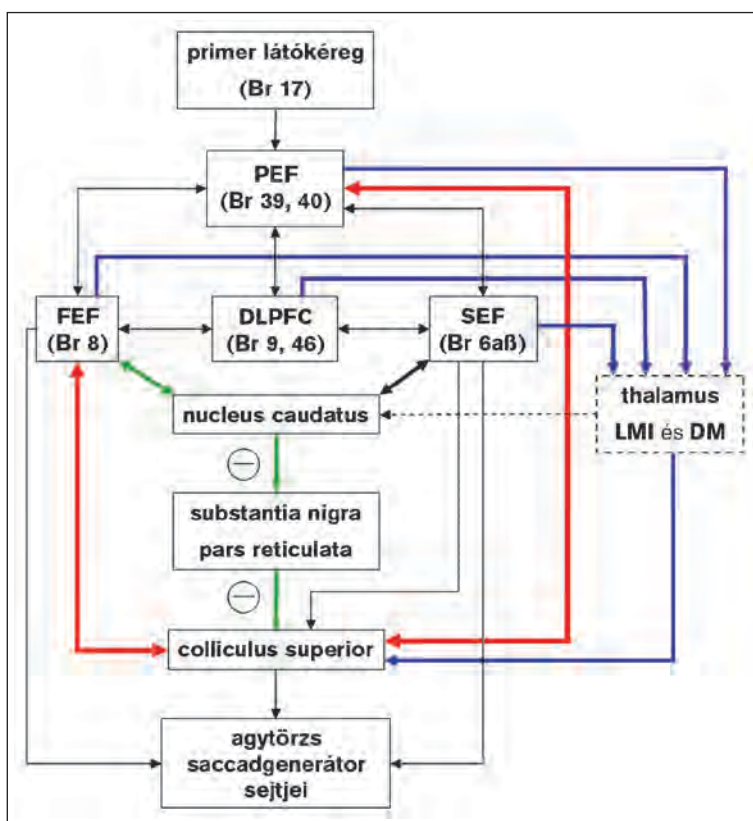 primer látókéreg
(Br 17)
PEF
(Br 39, 40)
FEF
(Br 8)
DLPFC
(Br 9, 46)
SEF
(Br 6aß)
thalamus
LMI és DM
nucleus caudatus
substantia nigra
pars reticulata
colliculus superior
agytörzs
saccadgenerátor
sejtjei